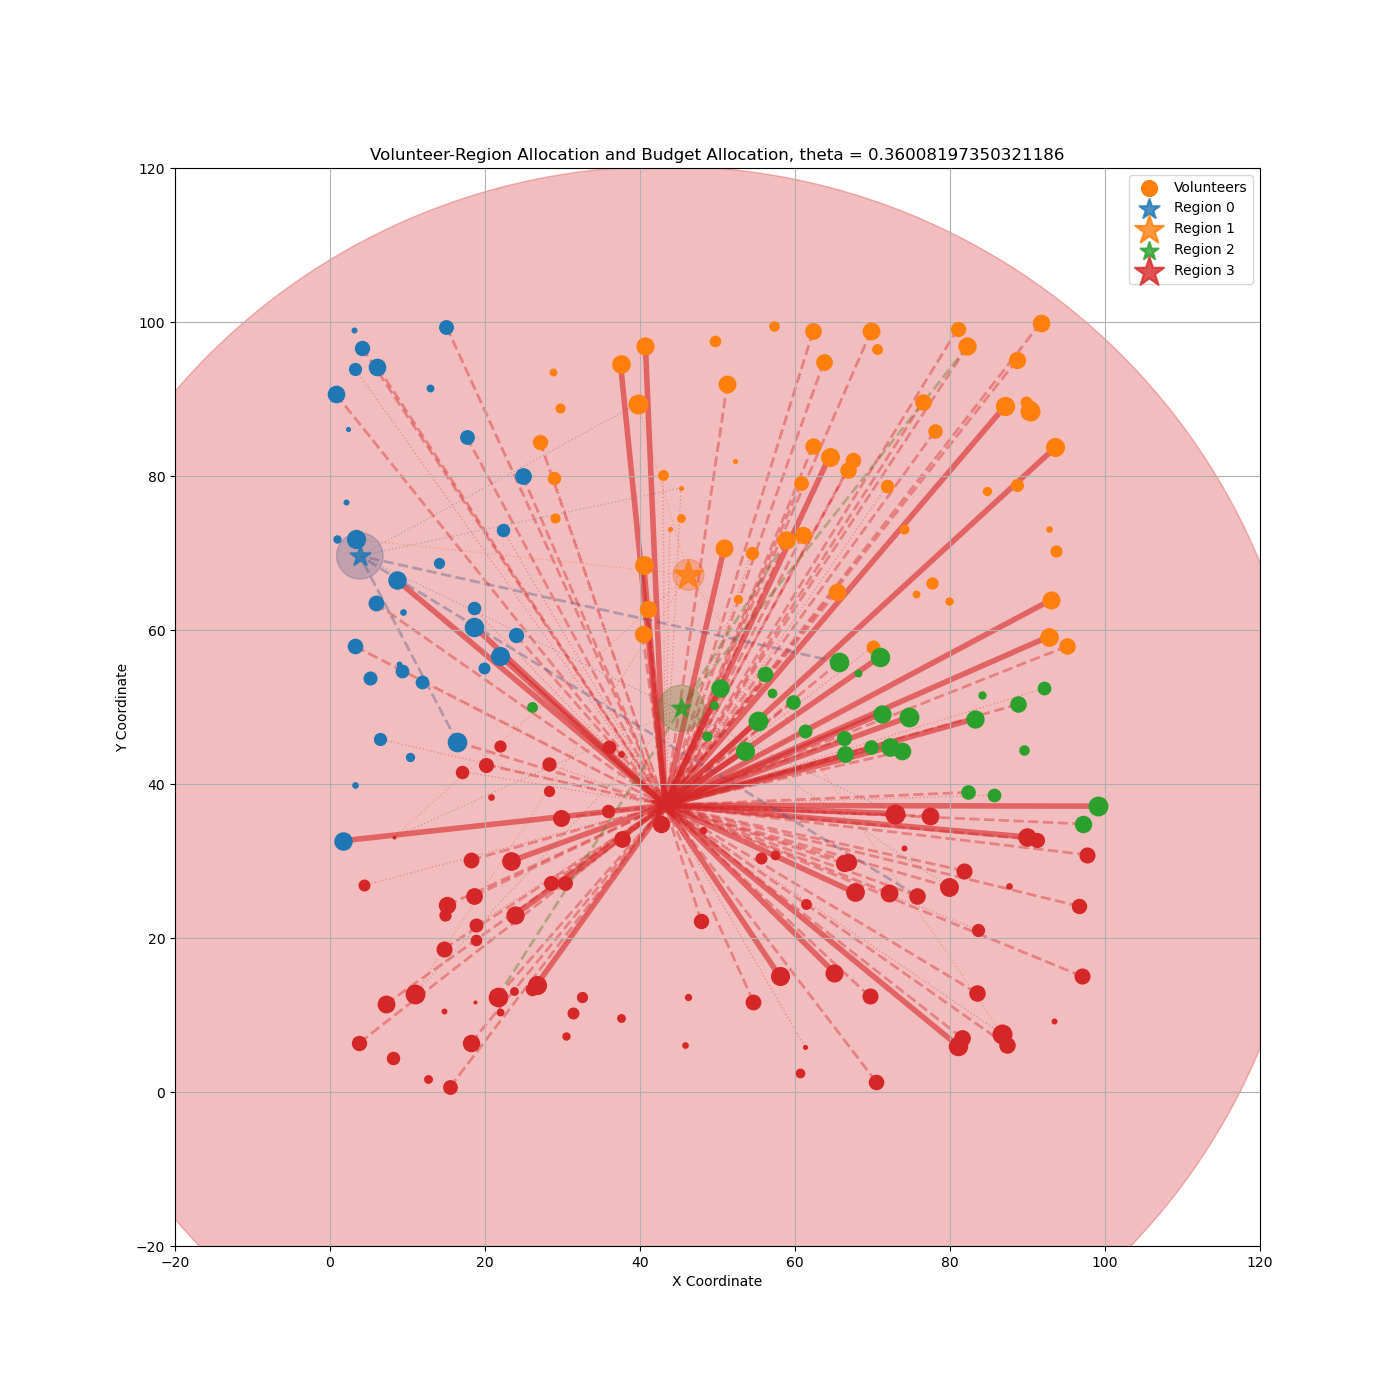 Volunteer-Region Allocation and Budget Allocation, theta = 0.36008197350321186
Volunteers
Region 0
Region 1
Region 2
Region 3
120
100
80
60
40
20
0
−20
Y Coordinate
−20 0 20 40 60 80 100 120
X Coordinate